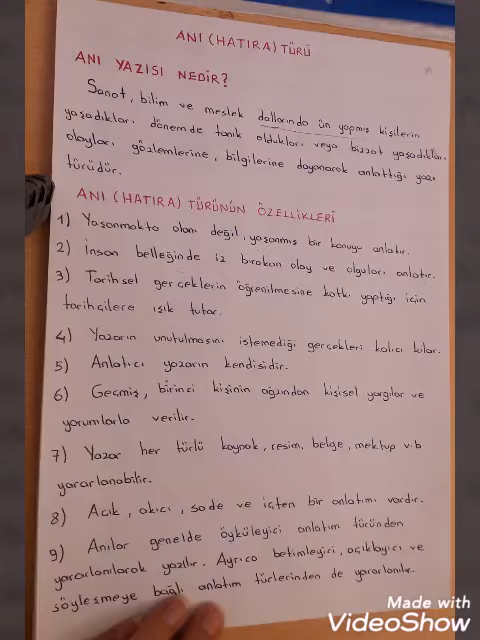 ANI (HATIRA) TÜRÜ
ANI YAZISI NEDİR?
Sanat, bilim ve meslek dallarında ün yapmış kişilerin
yaşadıkları dönemde tanık oldukları veya bizzat yaşadıkları
olayları gözlemlerine, bilgilerine dayanarak anlattığı yazı
türüdür.
ANI (HATIRA) TÜRÜNÜN ÖZELLİKLERİ
1) Yaşanmakta olanı değil, yaşanmış bir konuyu anlatır.
2) İnsan belleğinde iz bırakan olay ve olguları anlatır.
3) Tarihsel gerçeklerin öğrenilmesine katkı yaptığı için
tarihçilere ışık tutar.
4) Yazarın unutulmasını istemediği gerçekleri kalıcı kılar.
5) Anlatıcı yazarın kendisidir.
6) Geçmiş, birinci kişinin ağzından kişisel yargılar ve
yorumlarla verilir.
7) Yazar her türlü kaynak, resim, belge, mektup v.b
yararlanabilir.
8) Açık, akıcı, sade ve içten bir anlatımı vardır.
9) Anılar genelde öyküleyici anlatım türünden
yararlanılarak yazılır. Ayrıca betimleyici, açıklayıcı ve
söyleşmeye bağlı anlatım türlerinden de yararlanılır.
Made with
VideoShow